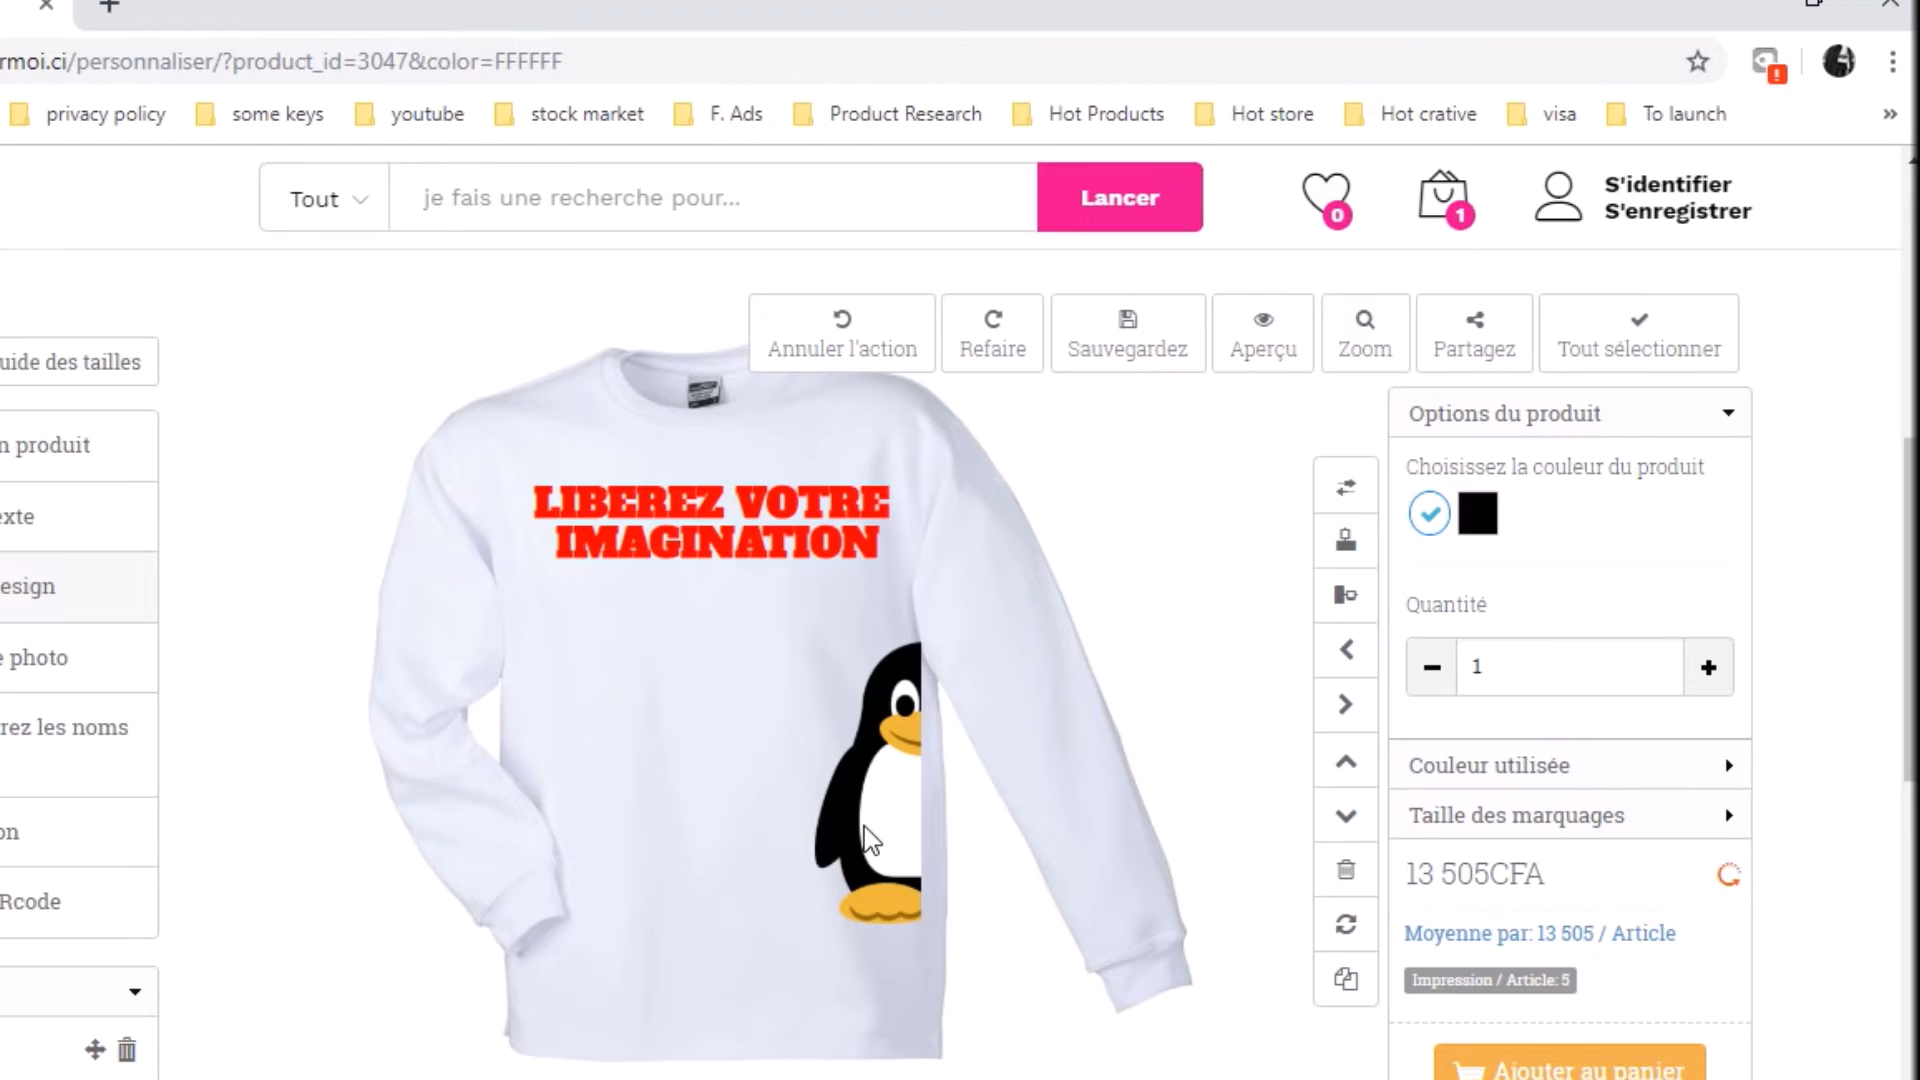 rmoi.ci/personnaliser/?product_id=3047&color=FFFFFF
privacy policy some keys youtube stock market F. Ads Product Research Hot Products Hot store Hot crative visa To launch »
Tout je fais une recherche pour... Lancer 0 1 S'identifier
S'enregistrer
Annuler l'action Refaire Sauvegardez Aperçu Zoom Partagez Tout sélectionner
uide des tailles
n produit
exte
esign
e photo
rez les noms
on
Rcode
LIBEREZ VOTRE
IMAGINATION
Options du produit
Choisissez la couleur du produit
Quantité
1
Couleur utilisée
Taille des marquages
13 505CFA
Moyenne par: 13 505 / Article
Impression / Article: 5
Ajouter au panier